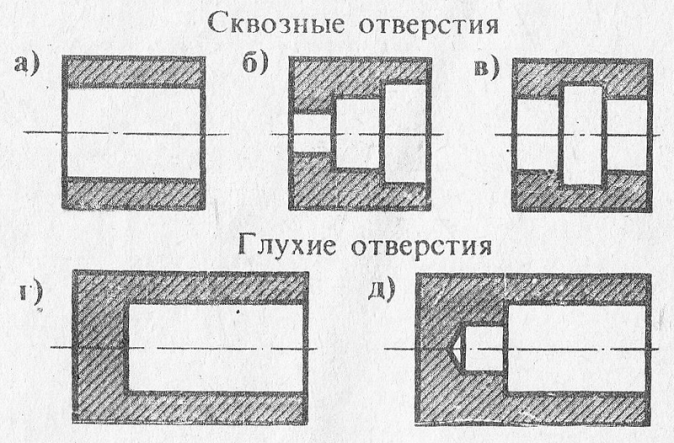 Сквозные отверстия
а)
б)
в)
Глухие отверстия
г)
д)